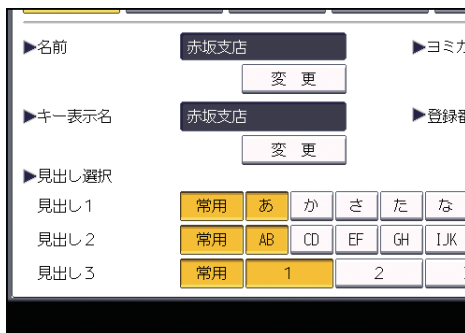 ▶名前 赤坂支店 ▶ヨミ
変更
▶キー表示名 赤坂支店 ▶登録
変更
▶見出し選択
見出し1 常用 あ か さ た な
見出し2 常用 AB CD EF GH IJK
見出し3 常用 1 2